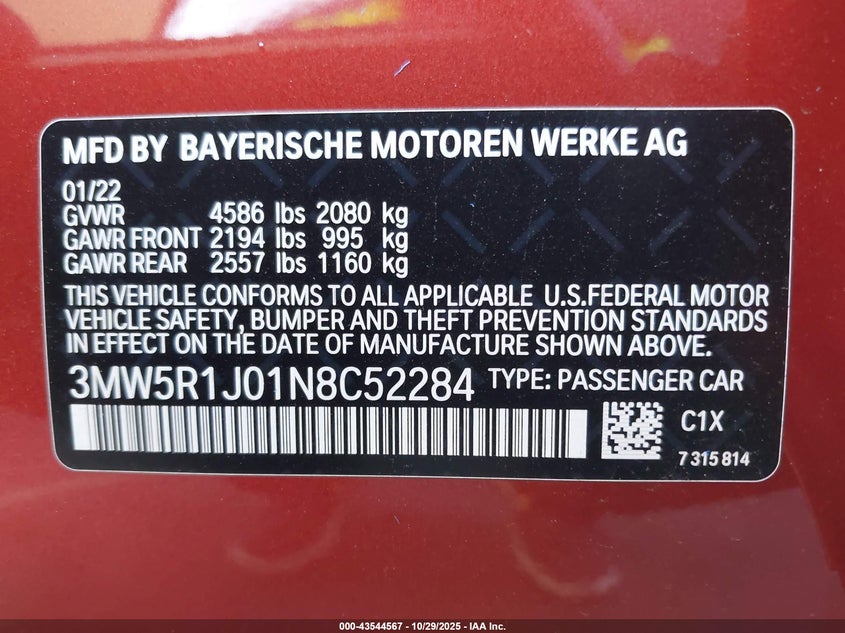 MFD BY BAYERISCHE MOTOREN WERKE AG
01/22
GVWR 4586 lbs 2080 kg
GAWR FRONT 2194 lbs 995 kg
GAWR REAR 2557 lbs 1160 kg
THIS VEHICLE CONFORMS TO ALL APPLICABLE U.S.FEDERAL MOTOR
VEHICLE SAFETY, BUMPER AND THEFT PREVENTION STANDARDS
IN EFFECT ON THE DATE OF MANUFACTURE SHOWN ABOVE.
3MW5R1J01N8C52284 TYPE: PASSENGER CAR
C1X
7 315 814
000-43544567 - 10/29/2025 - IAA Inc.